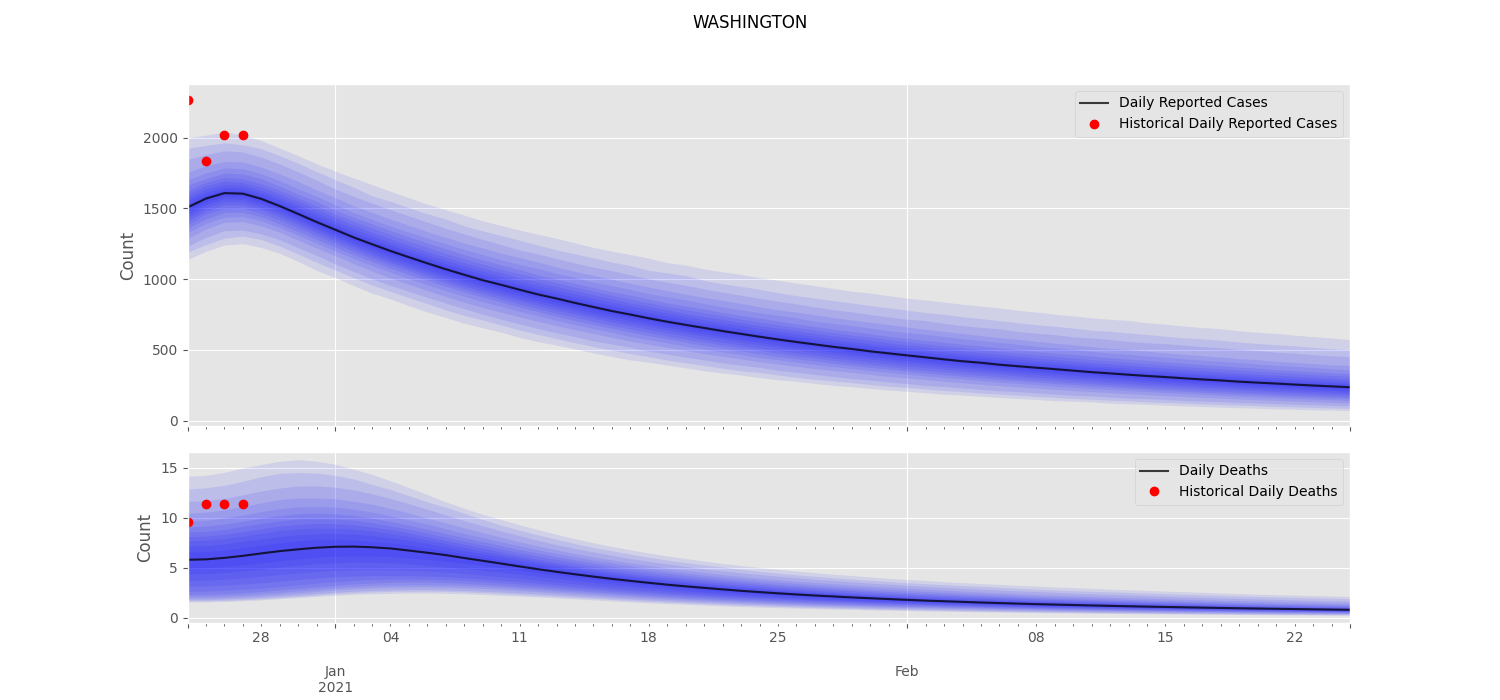 WASHINGTON
Daily Reported Cases
Historical Daily Reported Cases
Count
2000
1500
1000
500
0
Daily Deaths
Historical Daily Deaths
Count
15
10
5
0
28 04 11 18 25 08 15 22
Jan Feb
2021